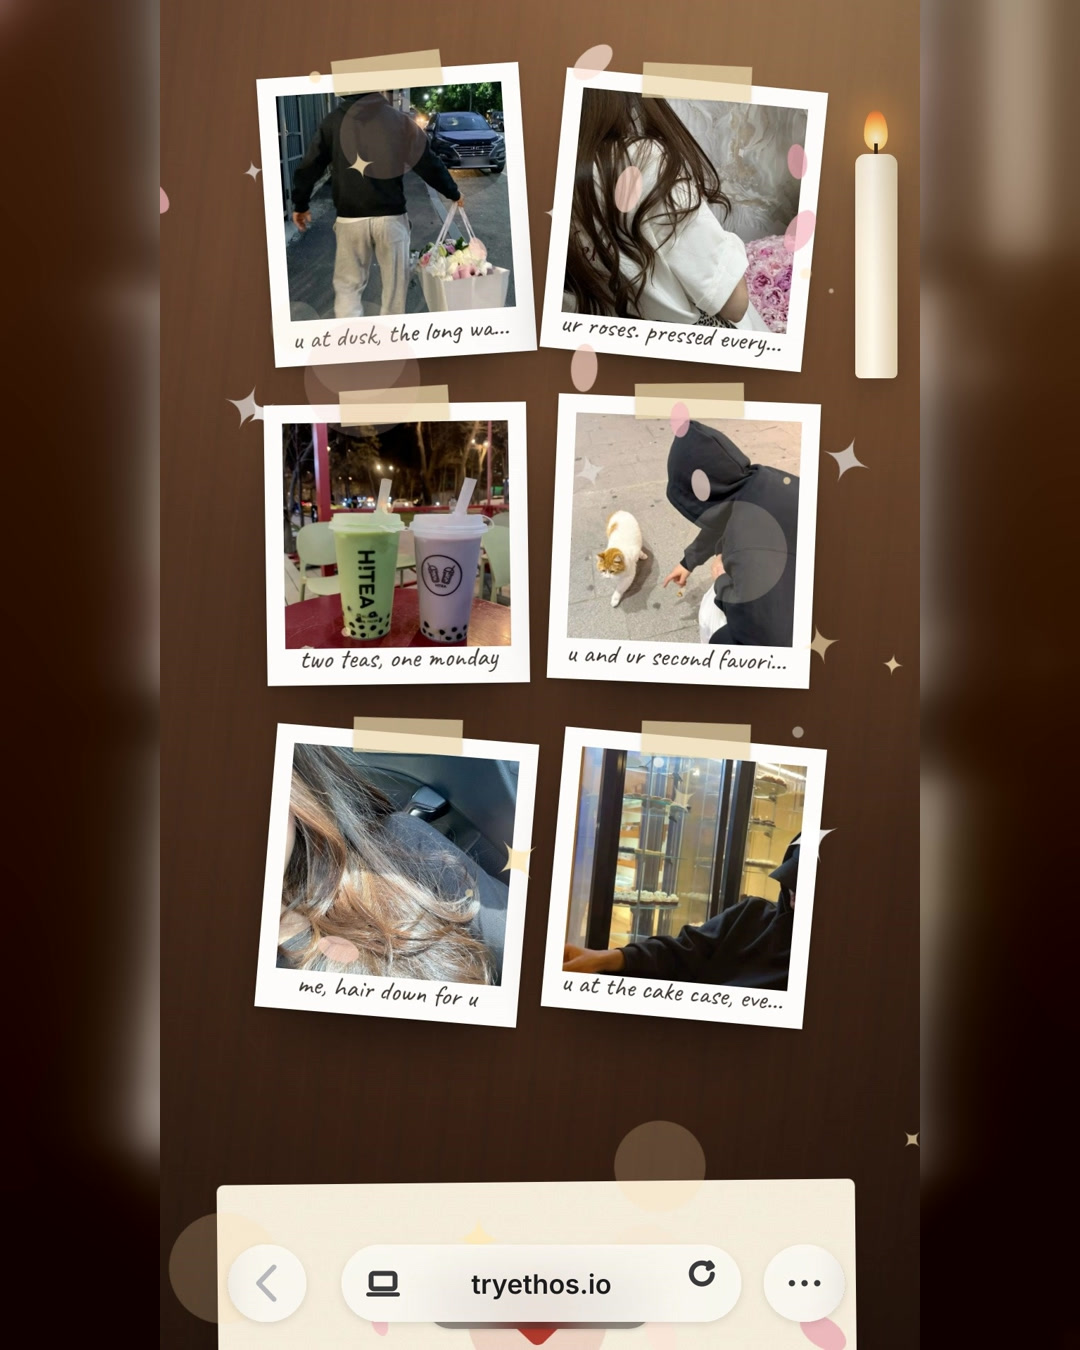 u at dusk, the long wa...
ur roses. pressed every...
HITEA
two teas, one monday
u and ur second favori...
me, hair down for u
u at the cake case, eve...
tryethos.io